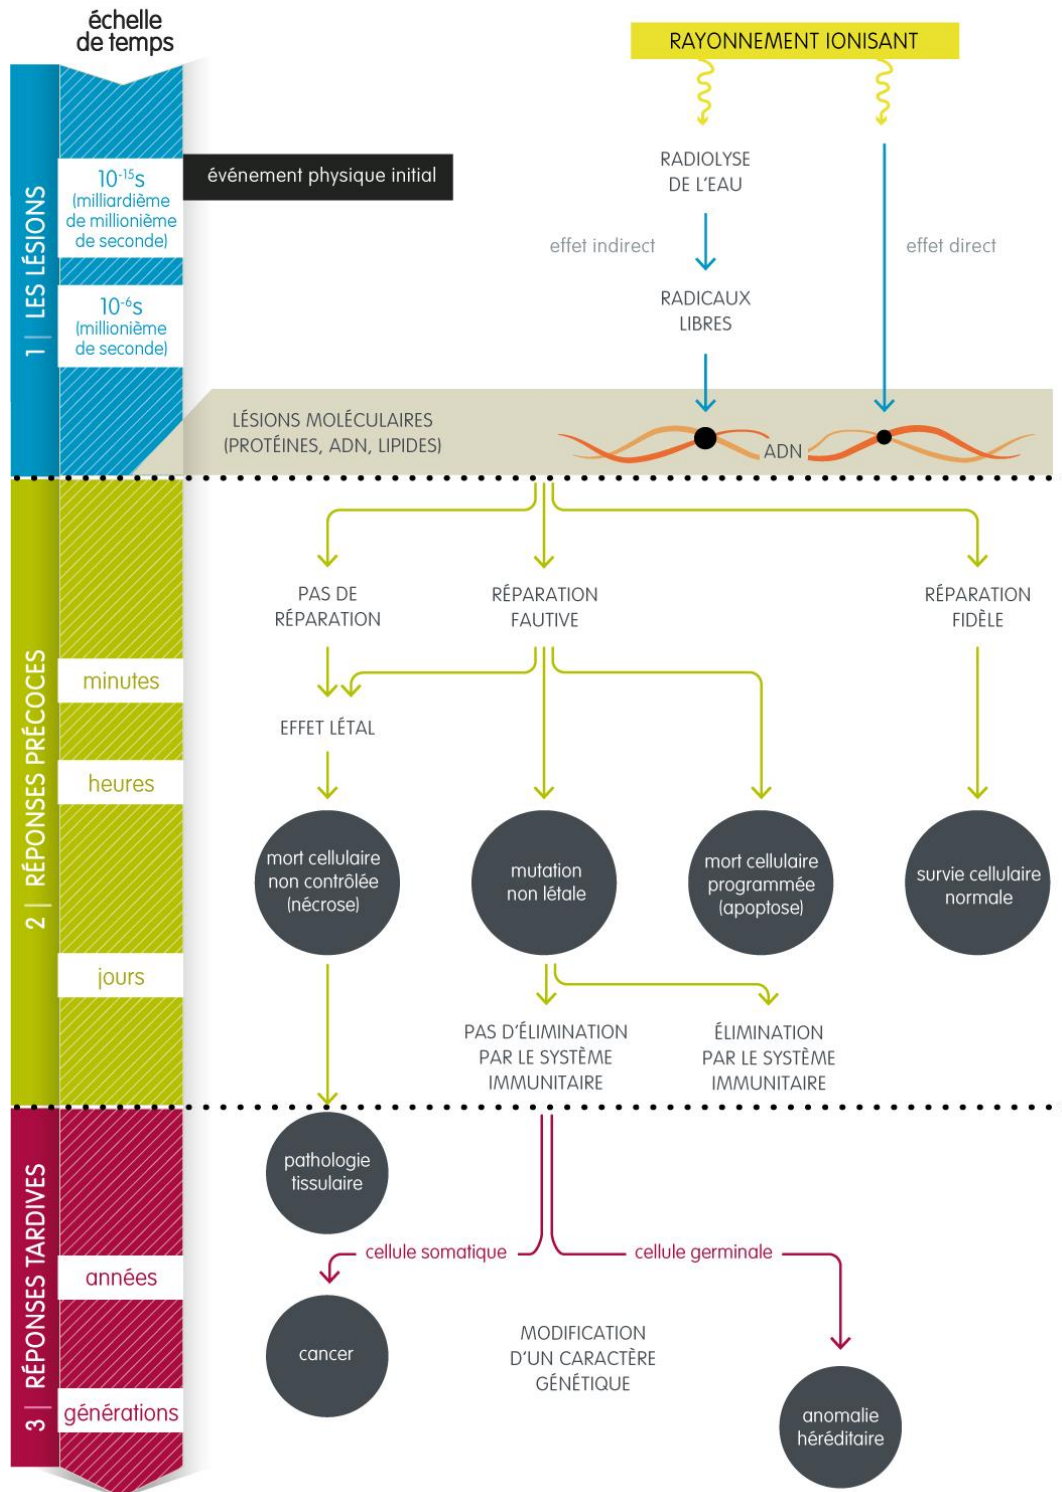 échelle
de temps
RAYONNEMENT IONISANT
1 | LES LÉSIONS
10⁻¹⁵s
(milliardième
de millionième
de seconde)
événement physique initial
RADIOLYSE
DE L'EAU
effet indirect
effet direct
10⁻⁶s
(millionième
de seconde)
RADICAUX
LIBRES
LÉSIONS MOLÉCULAIRES
(PROTÉINES, ADN, LIPIDES)
ADN
2 | RÉPONSES PRÉCOCES
PAS DE
RÉPARATION
RÉPARATION
FAUTIVE
RÉPARATION
FIDÈLE
minutes
EFFET LÉTAL
heures
mort cellulaire
non contrôlée
(nécrose)
mutation
non létale
mort cellulaire
programmée
(apoptose)
survie cellulaire
normale
jours
PAS D'ÉLIMINATION
PAR LE SYSTÈME
IMMUNITAIRE
ÉLIMINATION
PAR LE SYSTÈME
IMMUNITAIRE
3 | RÉPONSES TARDIVES
pathologie
tissulaire
cellule somatique
cellule germinale
années
cancer
MODIFICATION
D'UN CARACTÈRE
GÉNÉTIQUE
générations
anomalie
héréditaire